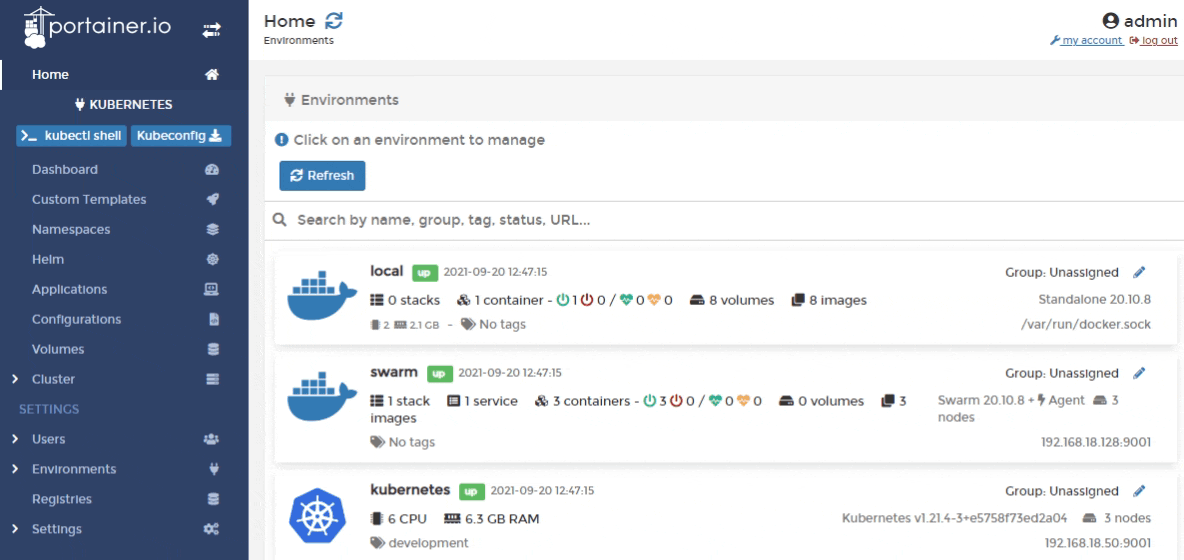 portainer.io
Home
KUBERNETES
kubectl shell Kubeconfig
Dashboard
Custom Templates
Namespaces
Helm
Applications
Configurations
Volumes
Cluster
SETTINGS
Users
Environments
Registries
Settings
Home
Environments
admin
my account log out
Environments
Click on an environment to manage
Refresh
Search by name, group, tag, status, URL...
local up 2021-09-20 12:47:15 Group: Unassigned
0 stacks 1 container - 1 0 / 0 0 8 volumes 8 images Standalone 20.10.8
2 2.1 GB - No tags /var/run/docker.sock
swarm up 2021-09-20 12:47:15 Group: Unassigned
1 stack 1 service 3 containers - 3 0 / 0 0 0 volumes 3
images
Swarm 20.10.8 + Agent 3
nodes
No tags 192.168.18.128:9001
kubernetes up 2021-09-20 12:47:15 Group: Unassigned
6 CPU 6.3 GB RAM Kubernetes v1.21.4-3+e5758f73ed2a04 3 nodes
development 192.168.18.50:9001